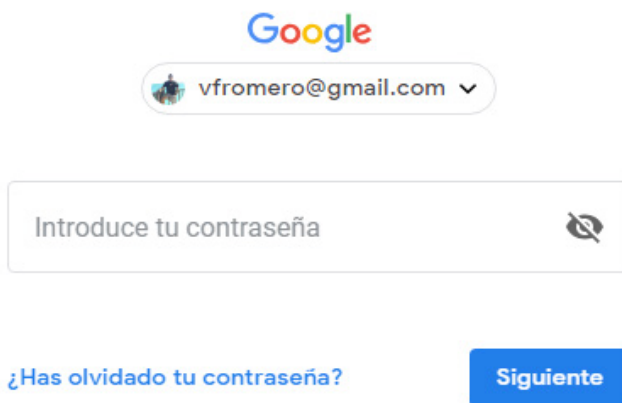 Google
vfromero@gmail.com
Introduce tu contraseña
¿Has olvidado tu contraseña?
Siguiente